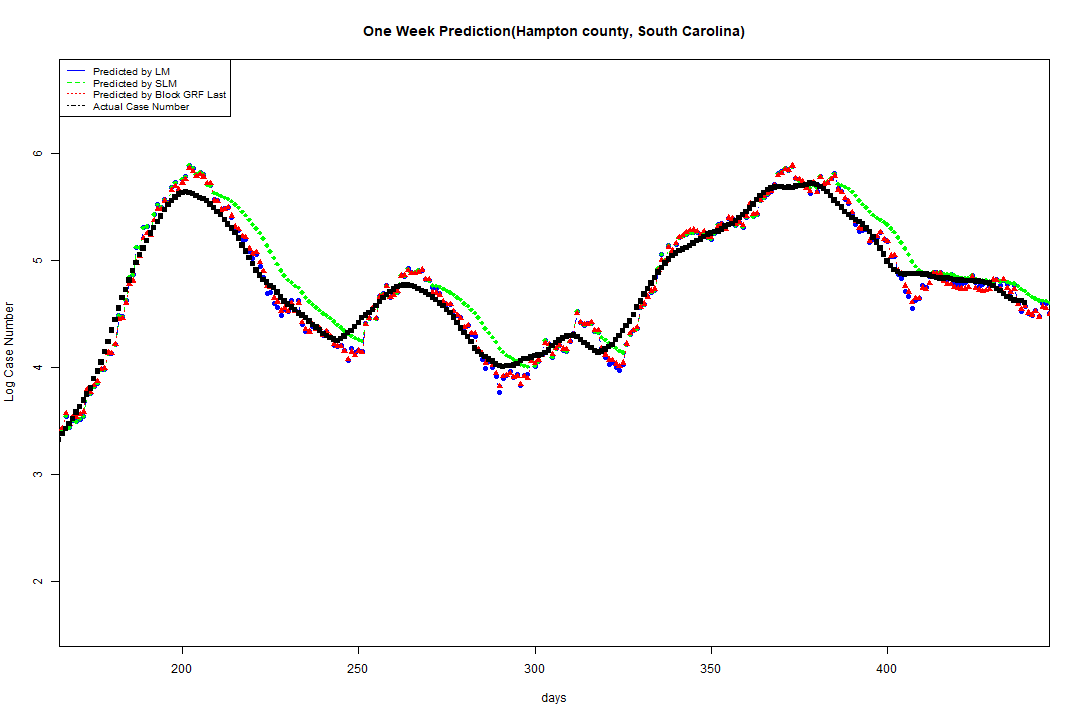 One Week Prediction(Hampton county, South Carolina)
Predicted by LM
Predicted by SLM
Predicted by Block GRF Last
Actual Case Number
6
5
4
3
2
Log Case Number
200 250 300 350 400
days